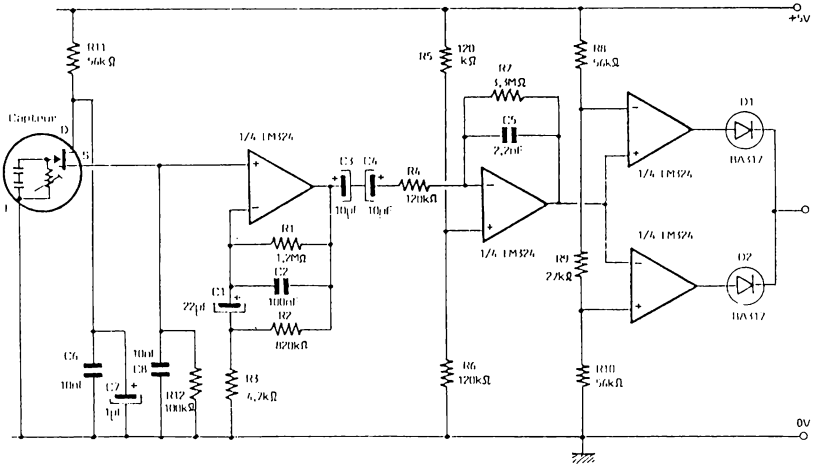 +5V
R11
56kΩ
R5
120
kΩ
R8
56kΩ
R7
3,3MΩ
C5
2,2nF
D1
BA317
Capteur
D
S
1/4 LM324
C3
10µF
C4
10µF
R4
120kΩ
1/4 LM324
1/4 LM324
1/4 LM324
R1
1,2MΩ
C2
100nF
C1
22µF
R2
820kΩ
R9
27kΩ
D2
BA317
C6
10nF
C7
1µF
10nF
C8
R12
100kΩ
R3
4,7kΩ
R6
120kΩ
R10
56kΩ
0V